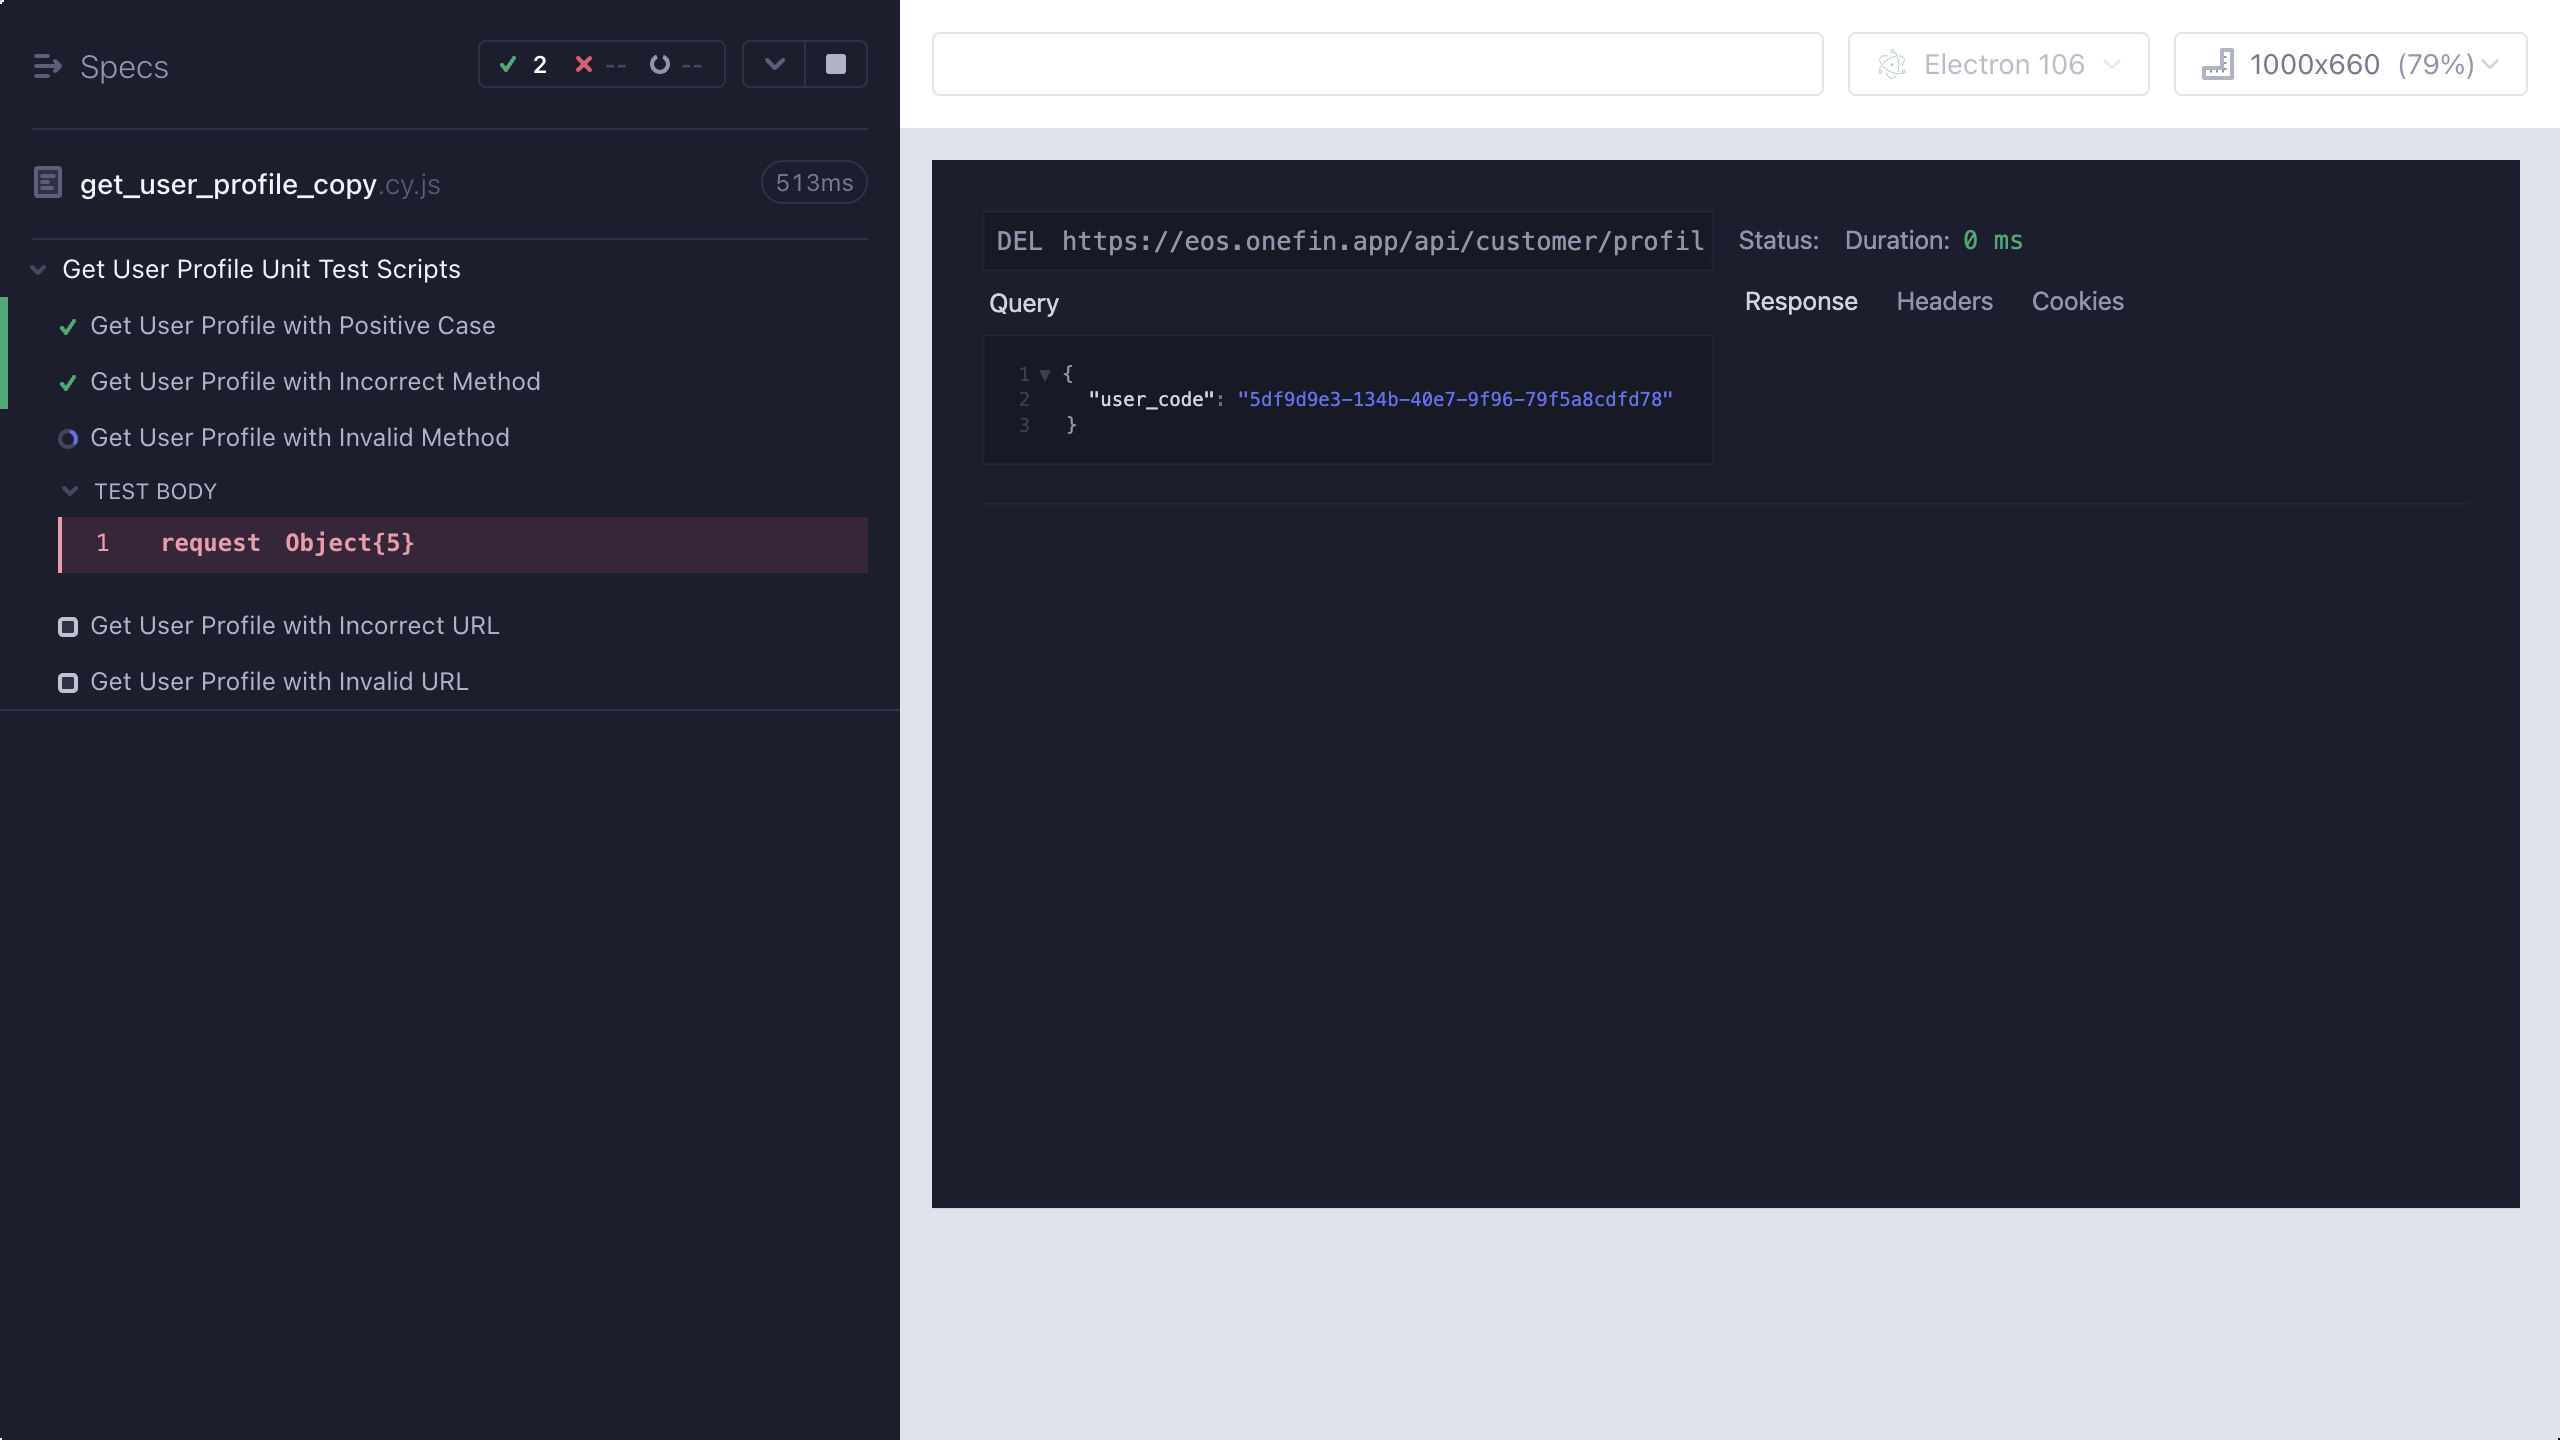 Specs
2 -- --
get_user_profile_copy.cy.js 513ms
Get User Profile Unit Test Scripts
Get User Profile with Positive Case
Get User Profile with Incorrect Method
Get User Profile with Invalid Method
TEST BODY
1 request Object{5}
Get User Profile with Incorrect URL
Get User Profile with Invalid URL
Electron 106
1000x660 (79%)
DEL https://eos.onefin.app/api/customer/profil
Status: Duration: 0 ms
Query
Response Headers Cookies
1 {
2 "user_code": "5df9d9e3-134b-40e7-9f96-79f5a8cdfd78"
3 }